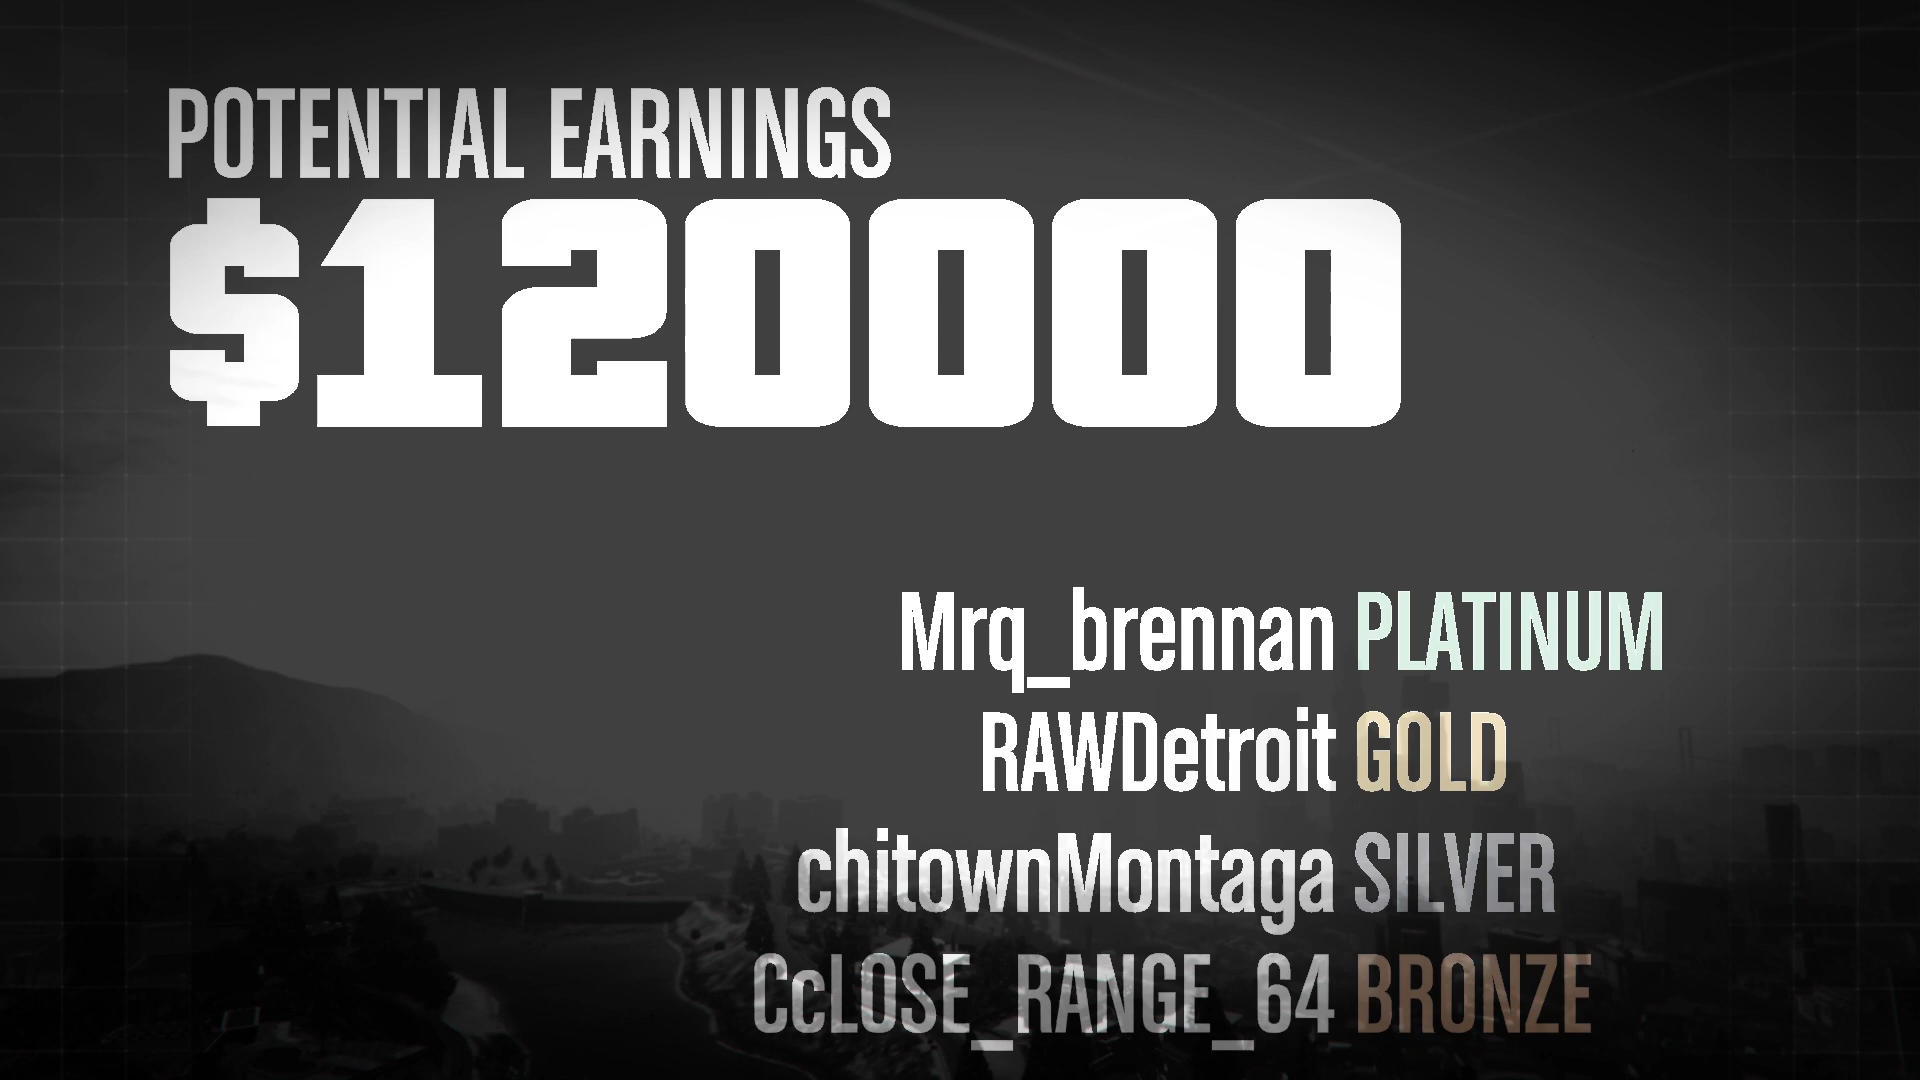 POTENTIAL EARNINGS
$120000
Mrq_brennan PLATINUM
RAWDetroit GOLD
chitownMontaga SILVER
CcLOSE_RANGE_64 BRONZE